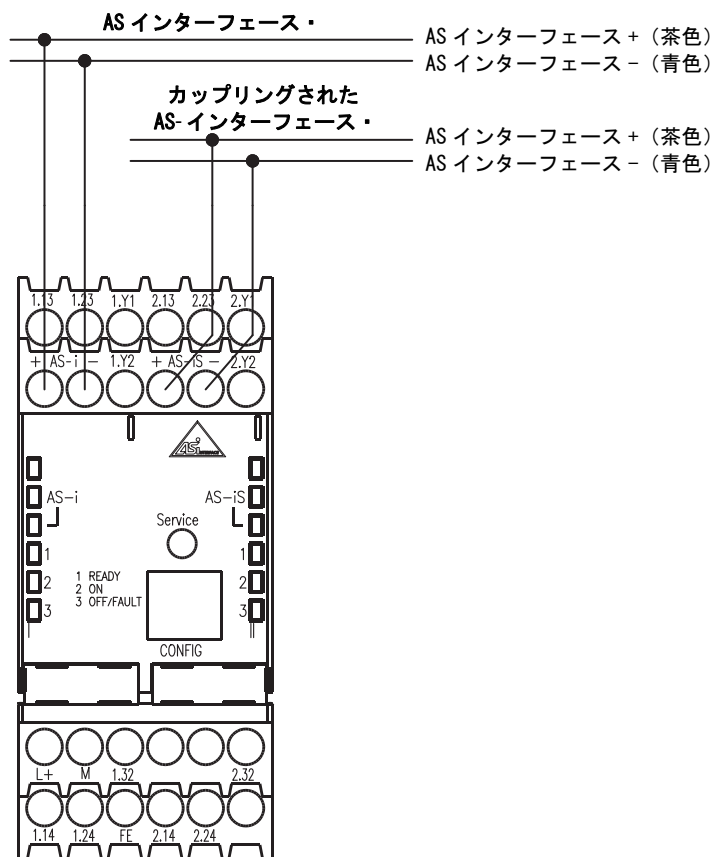 AS インターフェース・
AS インターフェース + (茶色)
AS インターフェース - (青色)
カップリングされた
AS-インターフェース・
AS インターフェース + (茶色)
AS インターフェース - (青色)
1.13 1.23 1.Y1 2.13 2.23 2.Y1
+ AS-i - 1.Y2 + AS-iS - 2.Y2
ASi INTERFACE
AS-i AS-iS
Service
1 1
2 2
3 3
1 READY
2 ON
3 OFF/FAULT
CONFIG
L+ M 1.32 2.32
1.14 1.24 FE 2.14 2.24